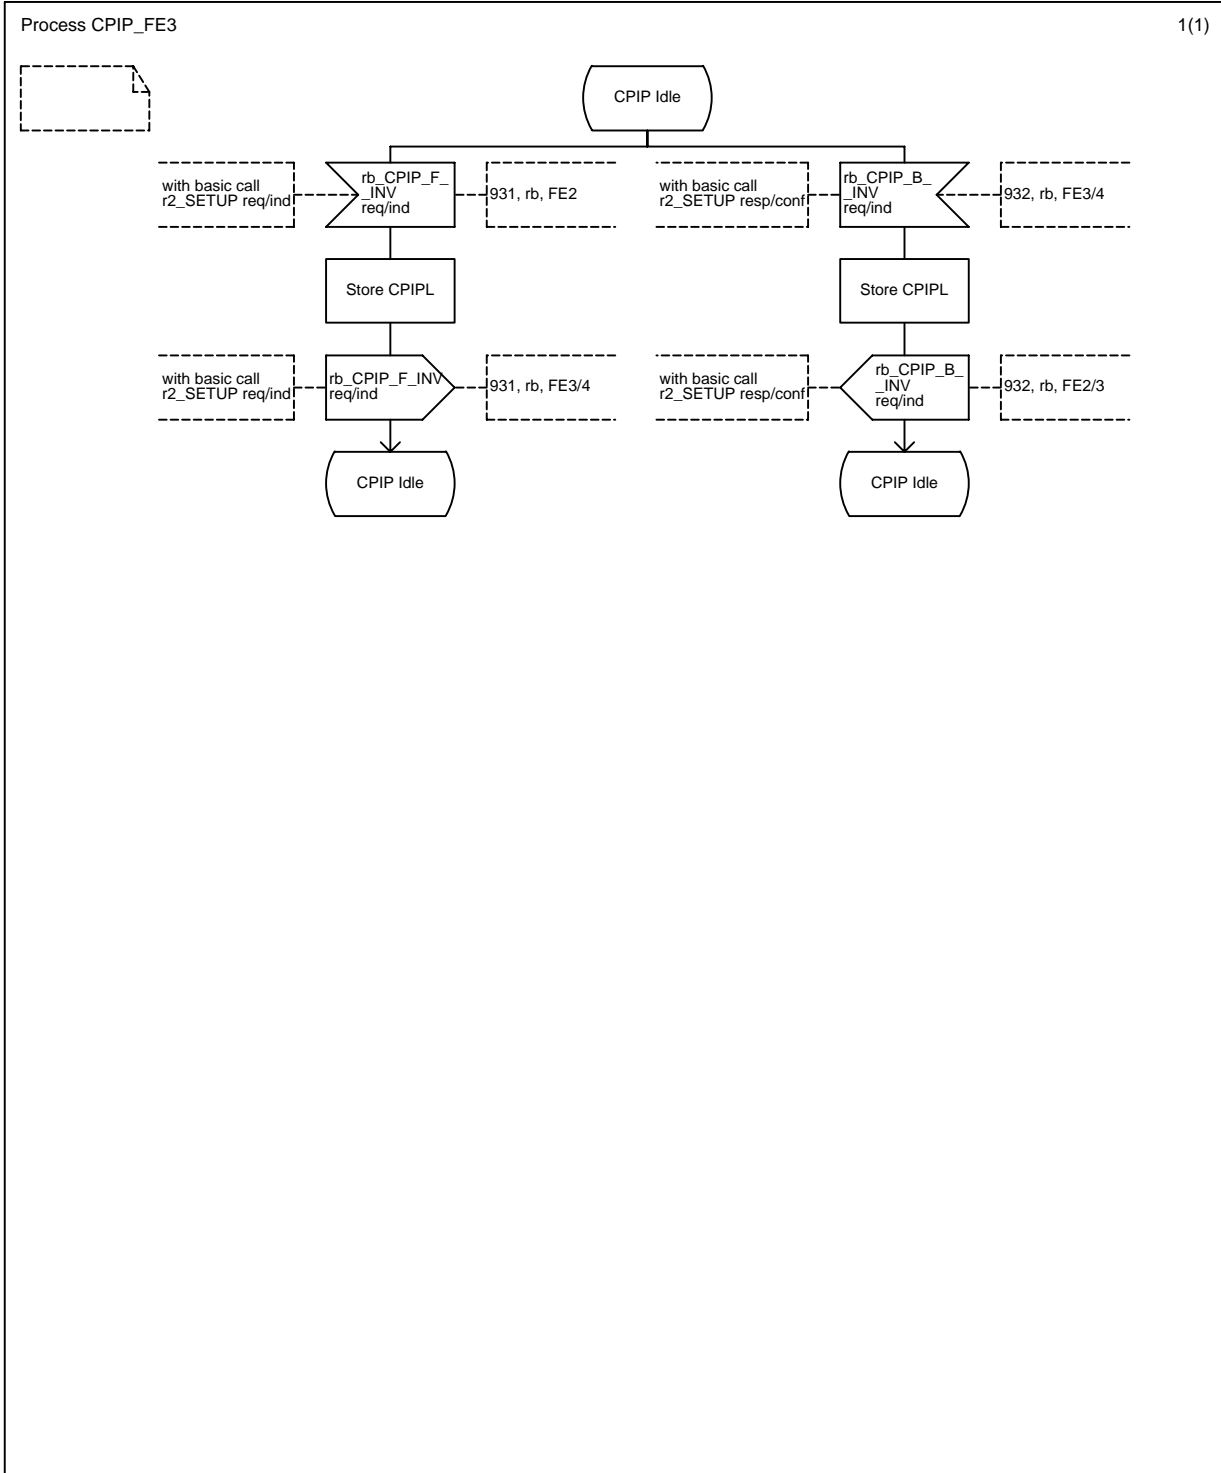 Process CPIP_FE3
1(1)
CPIP Idle
with basic call
r2_SETUP req/ind
rb_CPIP_F_
_INV
req/ind
931, rb, FE2
with basic call
r2_SETUP resp/conf
rb_CPIP_B_
_INV
req/ind
932, rb, FE3/4
Store CPIPL
Store CPIPL
with basic call
r2_SETUP req/ind
rb_CPIP_F_INV
req/ind
931, rb, FE3/4
with basic call
r2_SETUP resp/conf
rb_CPIP_B_
_INV
req/ind
932, rb, FE2/3
CPIP Idle
CPIP Idle